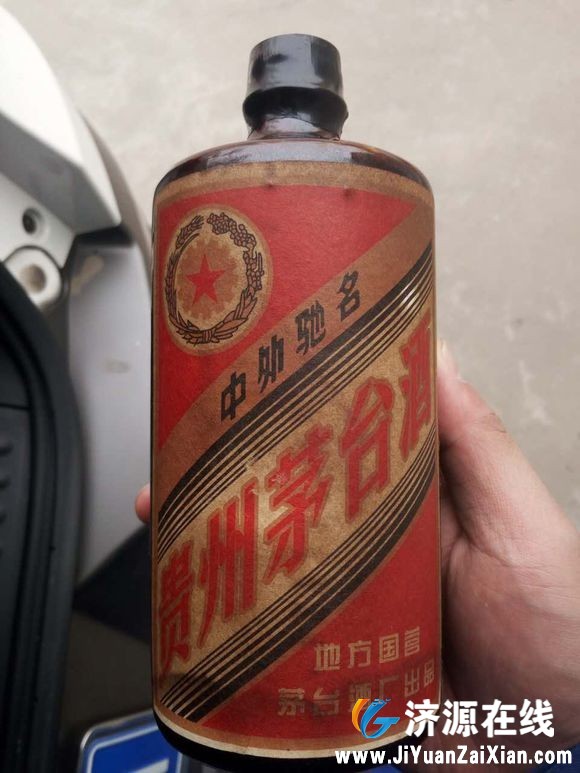 中外驰名
贵州茅台酒
地方国营
茅台酒厂出品
济源在线
www.JiYuanZaiXian.com